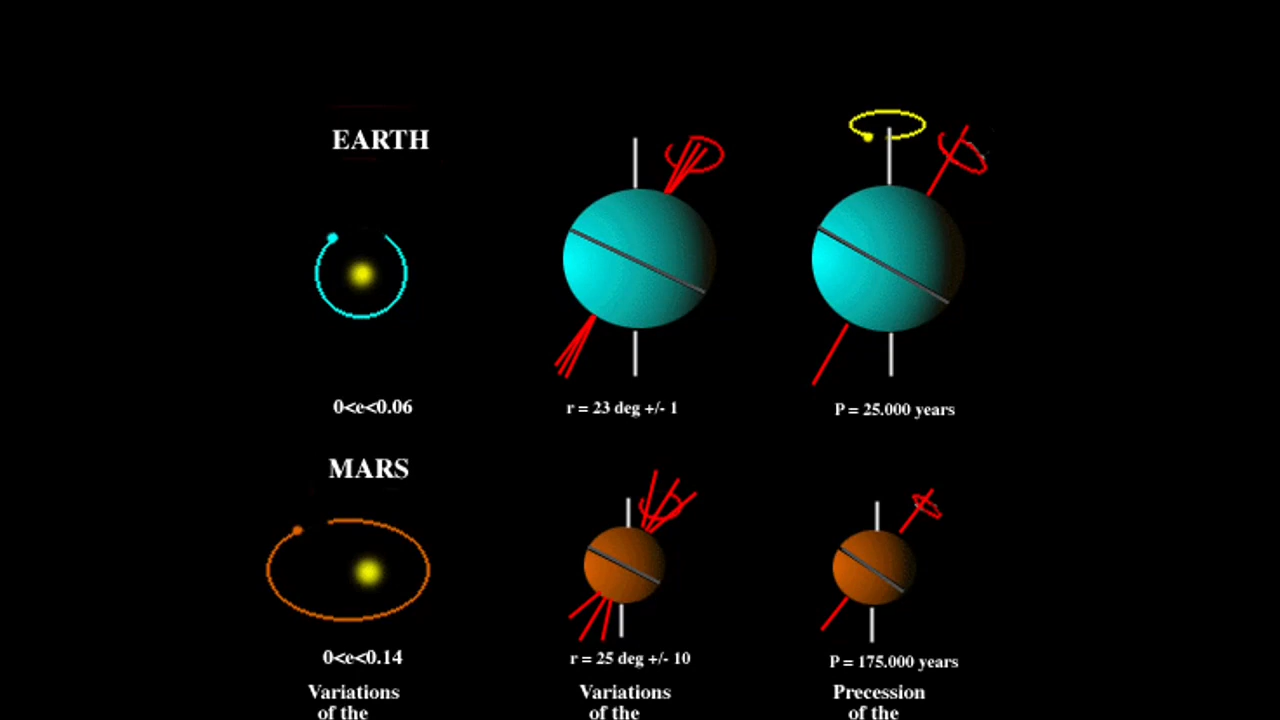 EARTH
0<e<0.06
r = 23 deg +/- 1
P = 25.000 years
MARS
0<e<0.14
r = 25 deg +/- 10
P = 175.000 years
Variations
of the
Variations
of the
Precession
of the